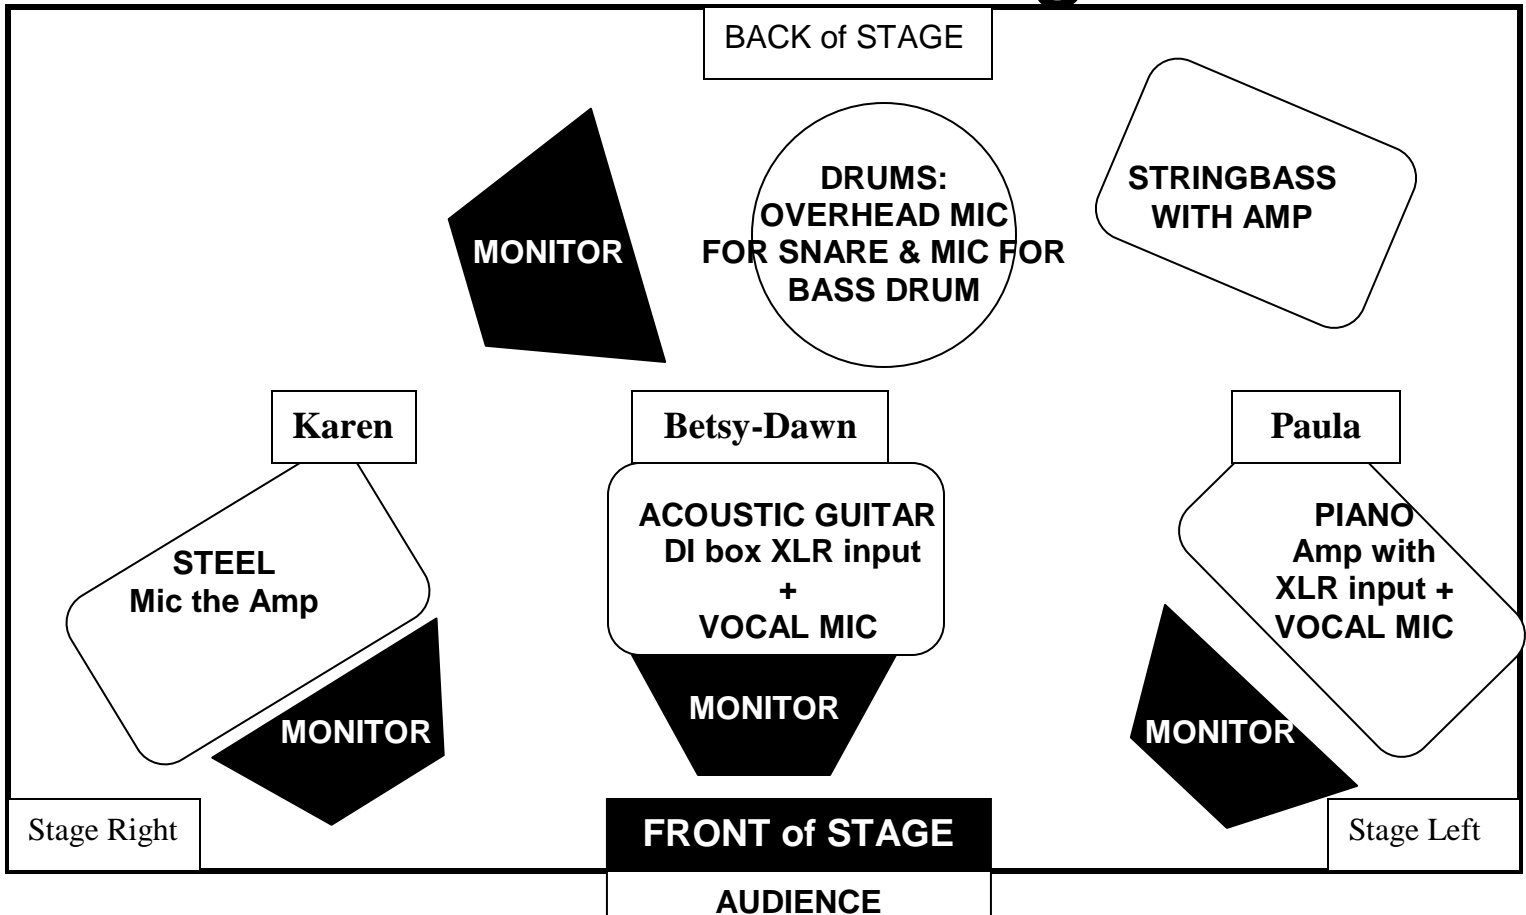 BACK of STAGE
DRUMS:
OVERHEAD MIC
FOR SNARE & MIC FOR
BASS DRUM
STRINGBASS
WITH AMP
MONITOR
Karen
Betsy-Dawn
Paula
STEEL
Mic the Amp
ACOUSTIC GUITAR
DI box XLR input
+
VOCAL MIC
PIANO
Amp with
XLR input +
VOCAL MIC
MONITOR
MONITOR
MONITOR
Stage Right
FRONT of STAGE
Stage Left
AUDIENCE